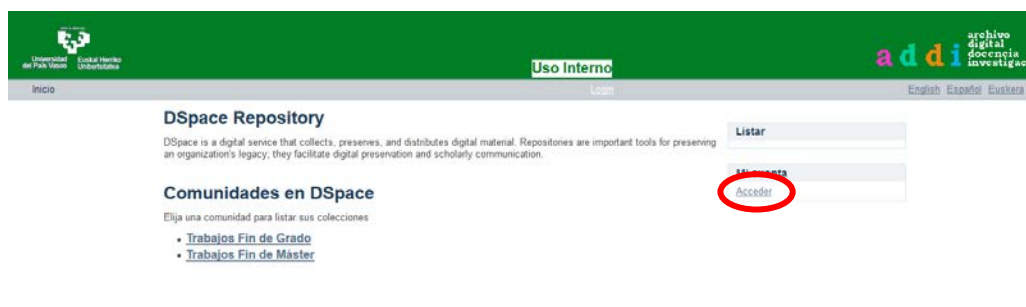 Universidad del País Vasco
Euskal Herriko Unibertsitatea
Uso Interno
addi
archivo
digital
docencia
investigac
Inicio
Login
English Español Euskera
DSpace Repository
DSpace is a digital service that collects, preserves, and distributes digital material. Repositories are important tools for preserving
an organization's legacy; they facilitate digital preservation and scholarly communication.
Comunidades en DSpace
Elija una comunidad para listar sus colecciones
• Trabajos Fin de Grado
• Trabajos Fin de Máster
Listar
Mi cuenta
Acceder